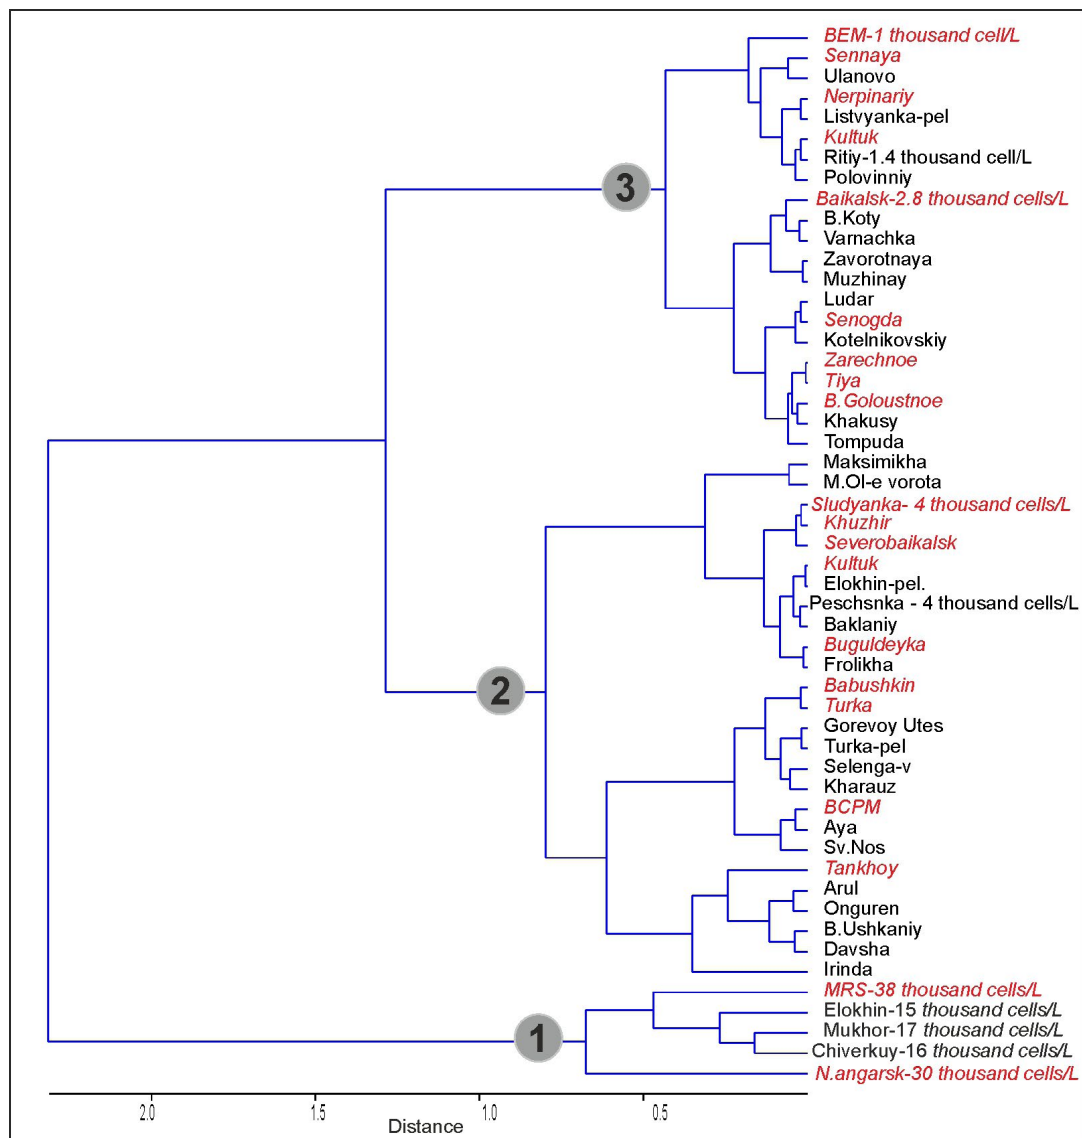 BEM-1 thousand cell/L
Sennaya
Ulanovo
Nerpinariy
Listvyanka-pel
Kultuk
Ritiy-1.4 thousand cell/L
Polovinniy
3
Baikalsk-2.8 thousand cells/L
B.Koty
Varnachka
Zavorotnaya
Muzhinay
Ludar
Senogda
Kotelnikovskiy
Zarechnoe
Tiya
B.Goloustnoe
Khakusy
Tompuda
Maksimikha
M.Ol-e vorota
Sludyanka- 4 thousand cells/L
Khuzhir
Severobaikalsk
Kultuk
Elokhin-pel.
Peschsnka - 4 thousand cells/L
Baklaniy
Buguldeyka
Frolikha
2
Babushkin
Turka
Gorevoy Utes
Turka-pel
Selenga-v
Kharauz
BCPM
Aya
Sv.Nos
Tankhoy
Arul
Onguren
B.Ushkaniy
Davsha
Irinda
MRS-38 thousand cells/L
Elokhin-15 thousand cells/L
Mukhor-17 thousand cells/L
1
Chiverkuy-16 thousand cells/L
N.angarsk-30 thousand cells/L
2.0 1.5 1.0 0.5
Distance